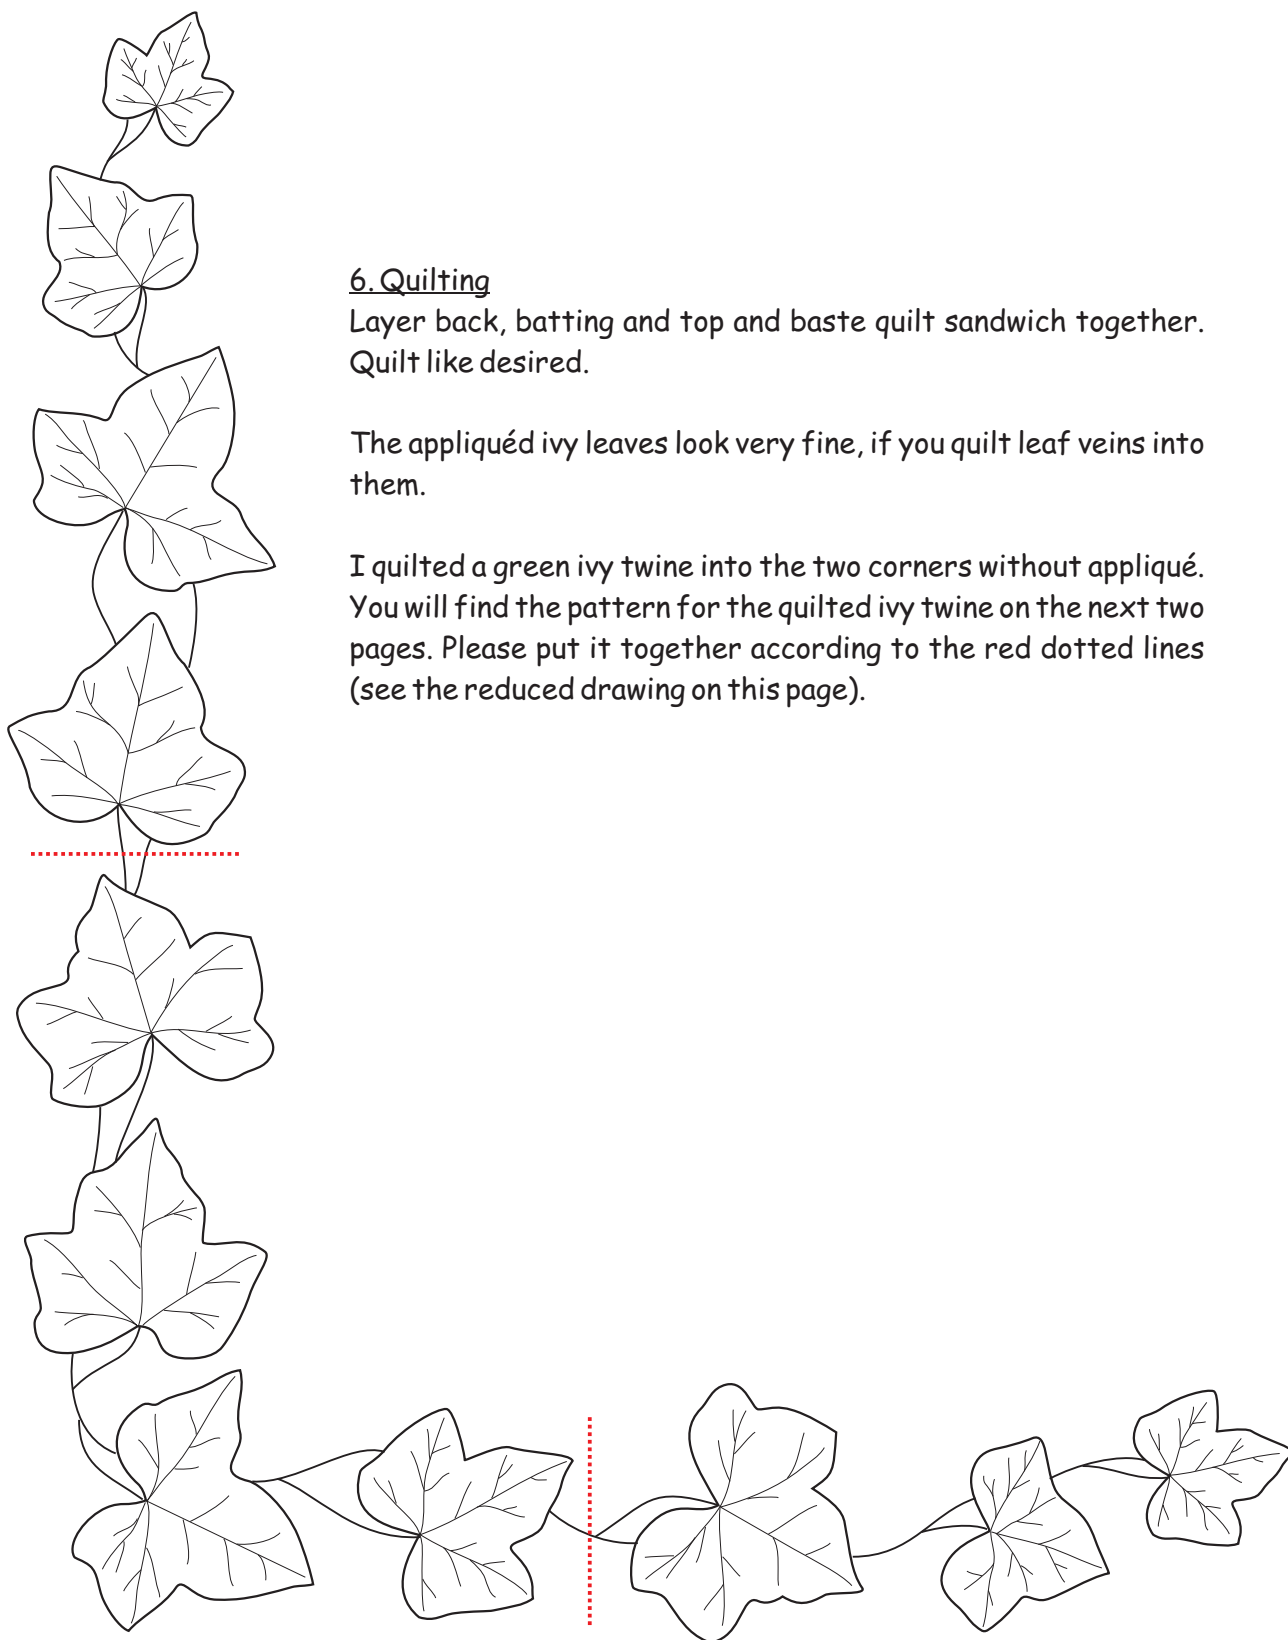 6. Quilting
Layer back, batting and top and baste quilt sandwich together.
Quilt like desired.
The appliquéd ivy leaves look very fine, if you quilt leaf veins into
them.
I quilted a green ivy twine into the two corners without appliqué.
You will find the pattern for the quilted ivy twine on the next two
pages. Please put it together according to the red dotted lines
(see the reduced drawing on this page).